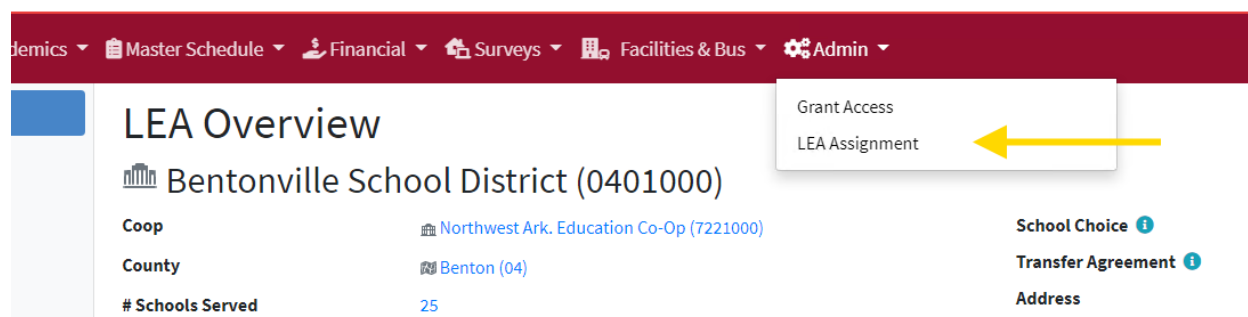 demics Master Schedule Financial Surveys Facilities & Bus Admin
Grant Access
LEA Assignment
LEA Overview
Bentonville School District (0401000)
Coop Northwest Ark. Education Co-Op (7221000) School Choice
County Benton (04) Transfer Agreement
# Schools Served 25 Address